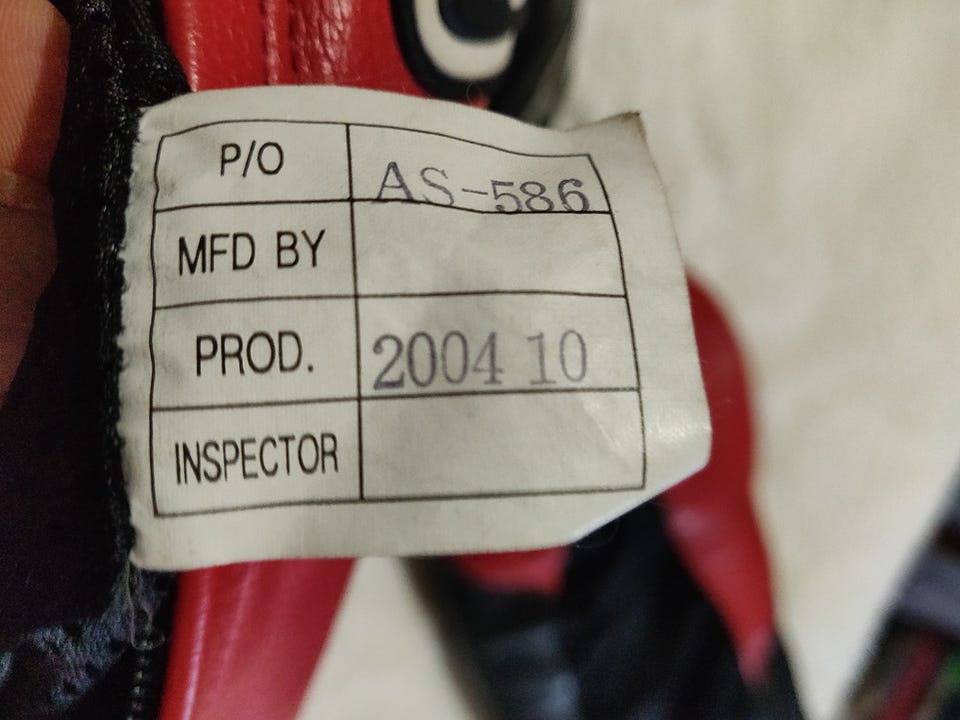 P/O AS-586
MFD BY
PROD. 2004 10
INSPECTOR